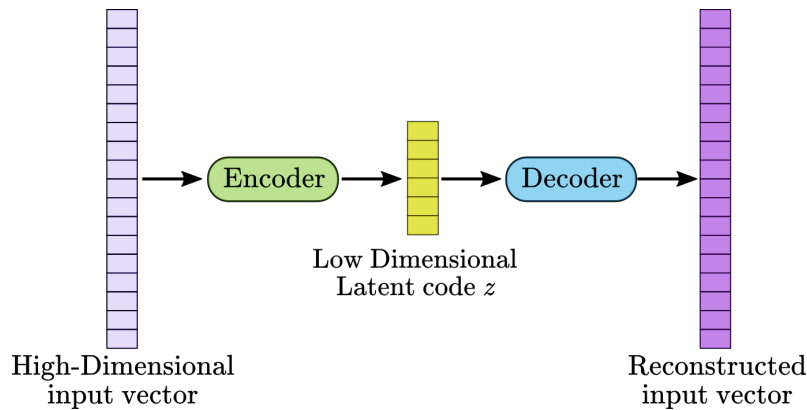 Encoder
Decoder
Low Dimensional
Latent code z
High-Dimensional
input vector
Reconstructed
input vector